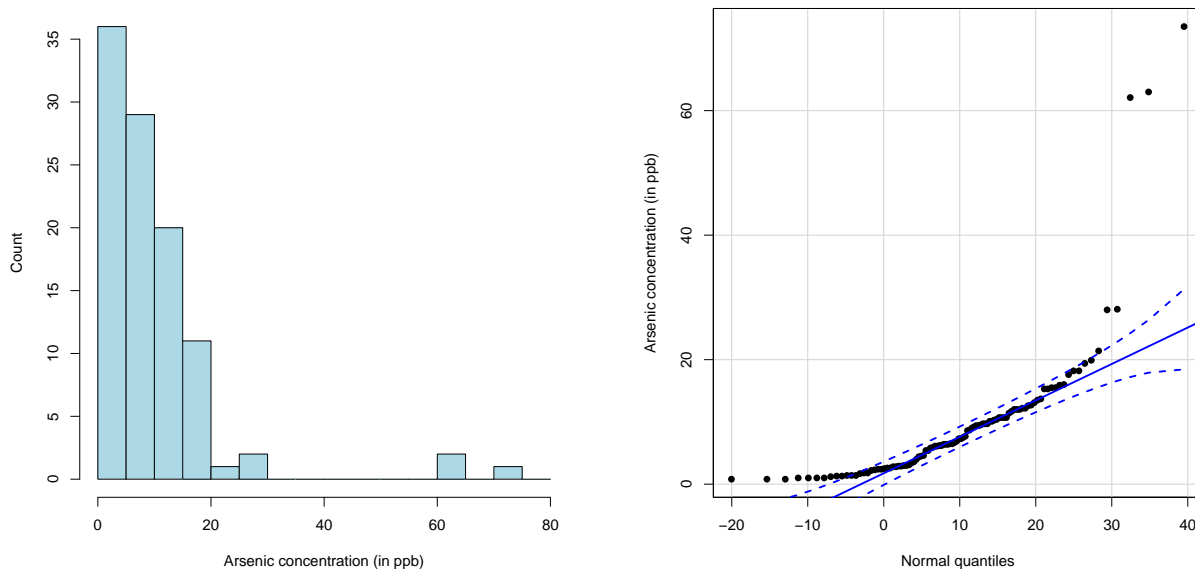 35
30
25
20
15
10
5
0
Count
0 20 40 60 80
Arsenic concentration (in ppb)
60
40
20
0
Arsenic concentration (in ppb)
−20 −10 0 10 20 30 40
Normal quantiles